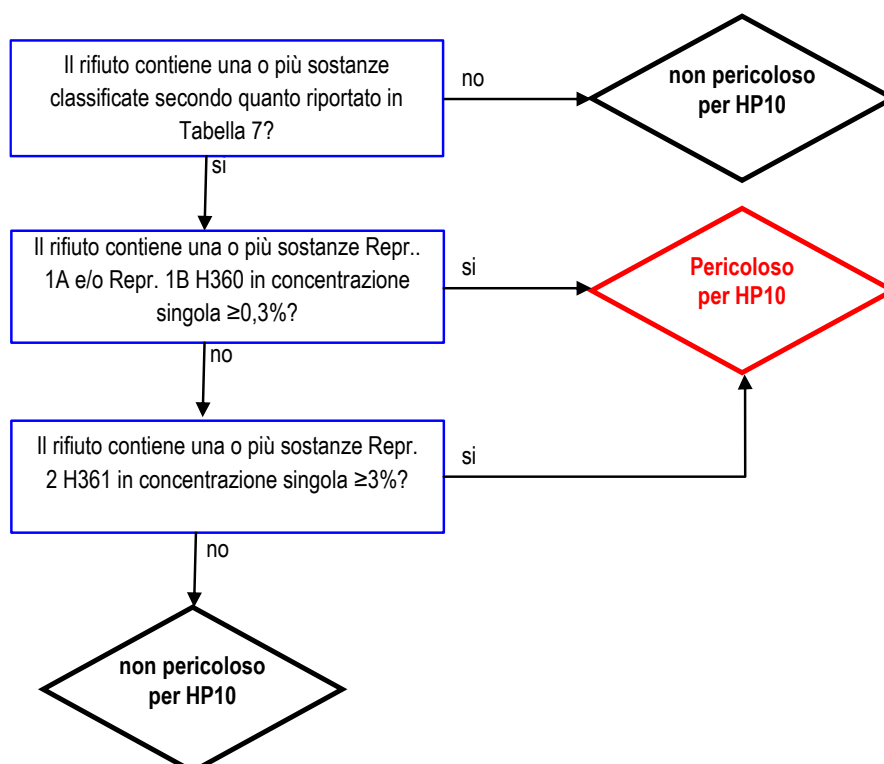 Il rifiuto contiene una o più sostanze
classificate secondo quanto riportato in
Tabella 7?
no
non pericoloso
per HP10
si
Il rifiuto contiene una o più sostanze Repr..
1A e/o Repr. 1B H360 in concentrazione
singola ≥0,3%?
si
Pericoloso
per HP10
no
Il rifiuto contiene una o più sostanze Repr.
2 H361 in concentrazione singola ≥3%?
si
no
non pericoloso
per HP10